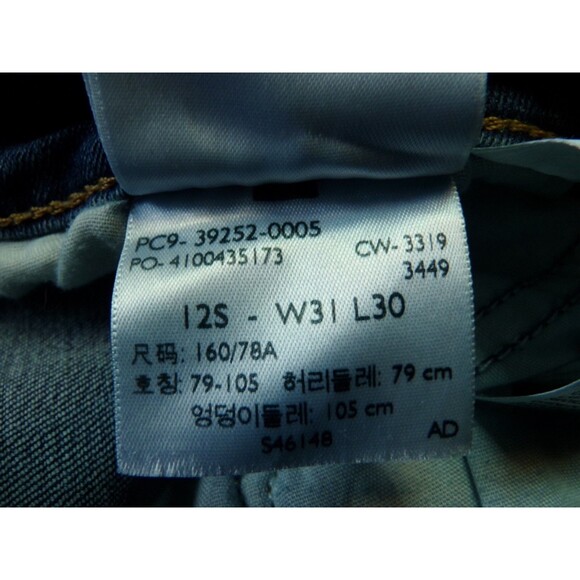 PC9- 39252-0005
PO- 4100435173 CW- 3319
3449
12S - W31 L30
尺码: 160/78A
호칭: 79-105 허리둘레: 79 cm
엉덩이둘레: 105 cm
S46148 AD